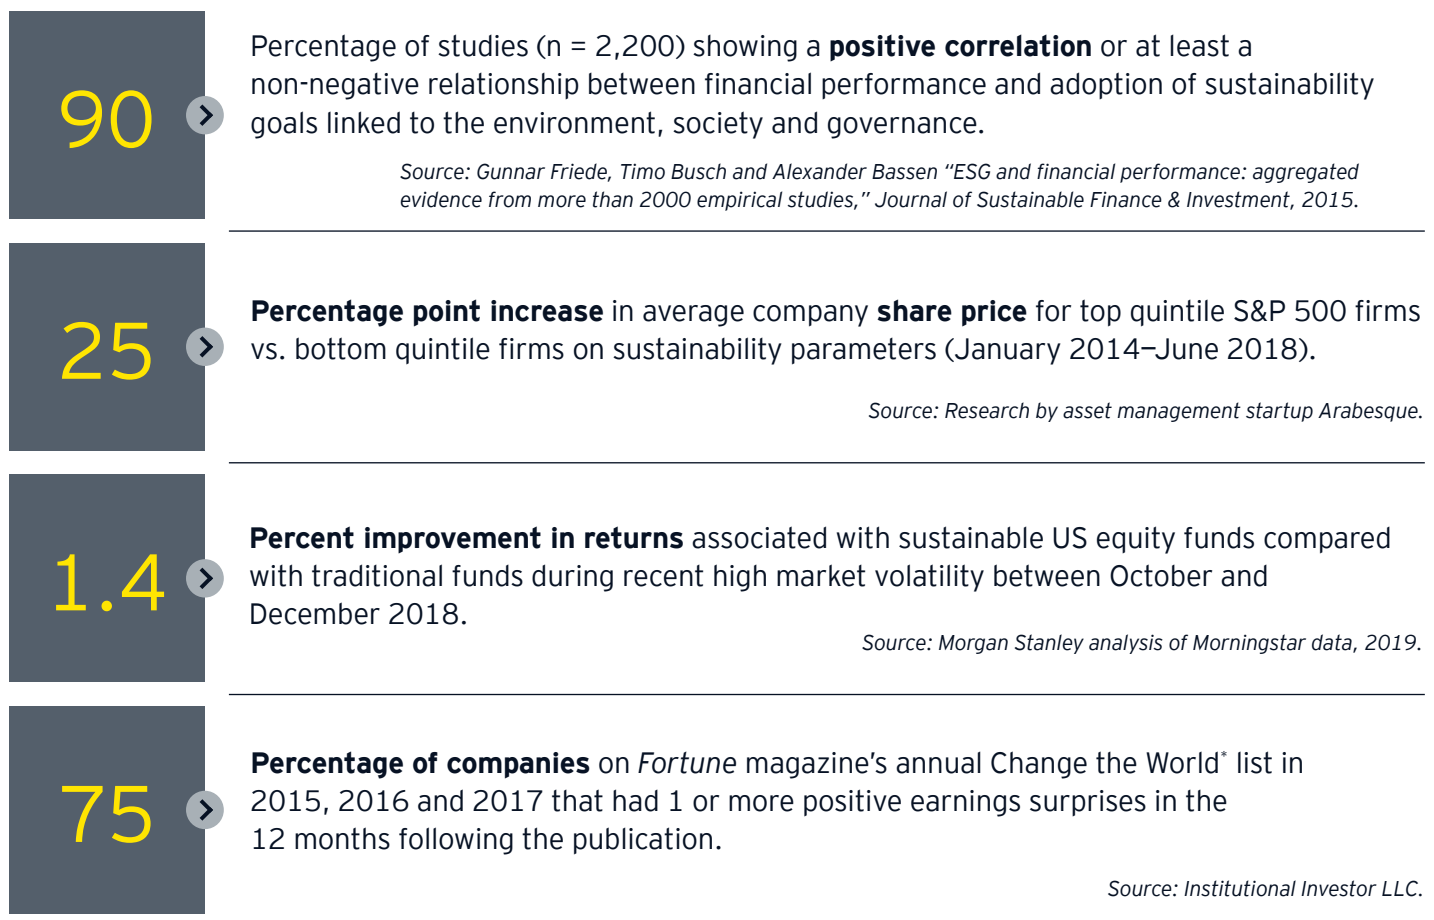 90
Percentage of studies (n = 2,200) showing a positive correlation or at least a
non-negative relationship between financial performance and adoption of sustainability
goals linked to the environment, society and governance.
Source: Gunnar Friede, Timo Busch and Alexander Bassen “ESG and financial performance: aggregated
evidence from more than 2000 empirical studies,” Journal of Sustainable Finance & Investment, 2015.
25
Percentage point increase in average company share price for top quintile S&P 500 firms
vs. bottom quintile firms on sustainability parameters (January 2014–June 2018).
Source: Research by asset management startup Arabesque.
1.4
Percent improvement in returns associated with sustainable US equity funds compared
with traditional funds during recent high market volatility between October and
December 2018.
Source: Morgan Stanley analysis of Morningstar data, 2019.
75
Percentage of companies on Fortune magazine’s annual Change the World* list in
2015, 2016 and 2017 that had 1 or more positive earnings surprises in the
12 months following the publication.
Source: Institutional Investor LLC.